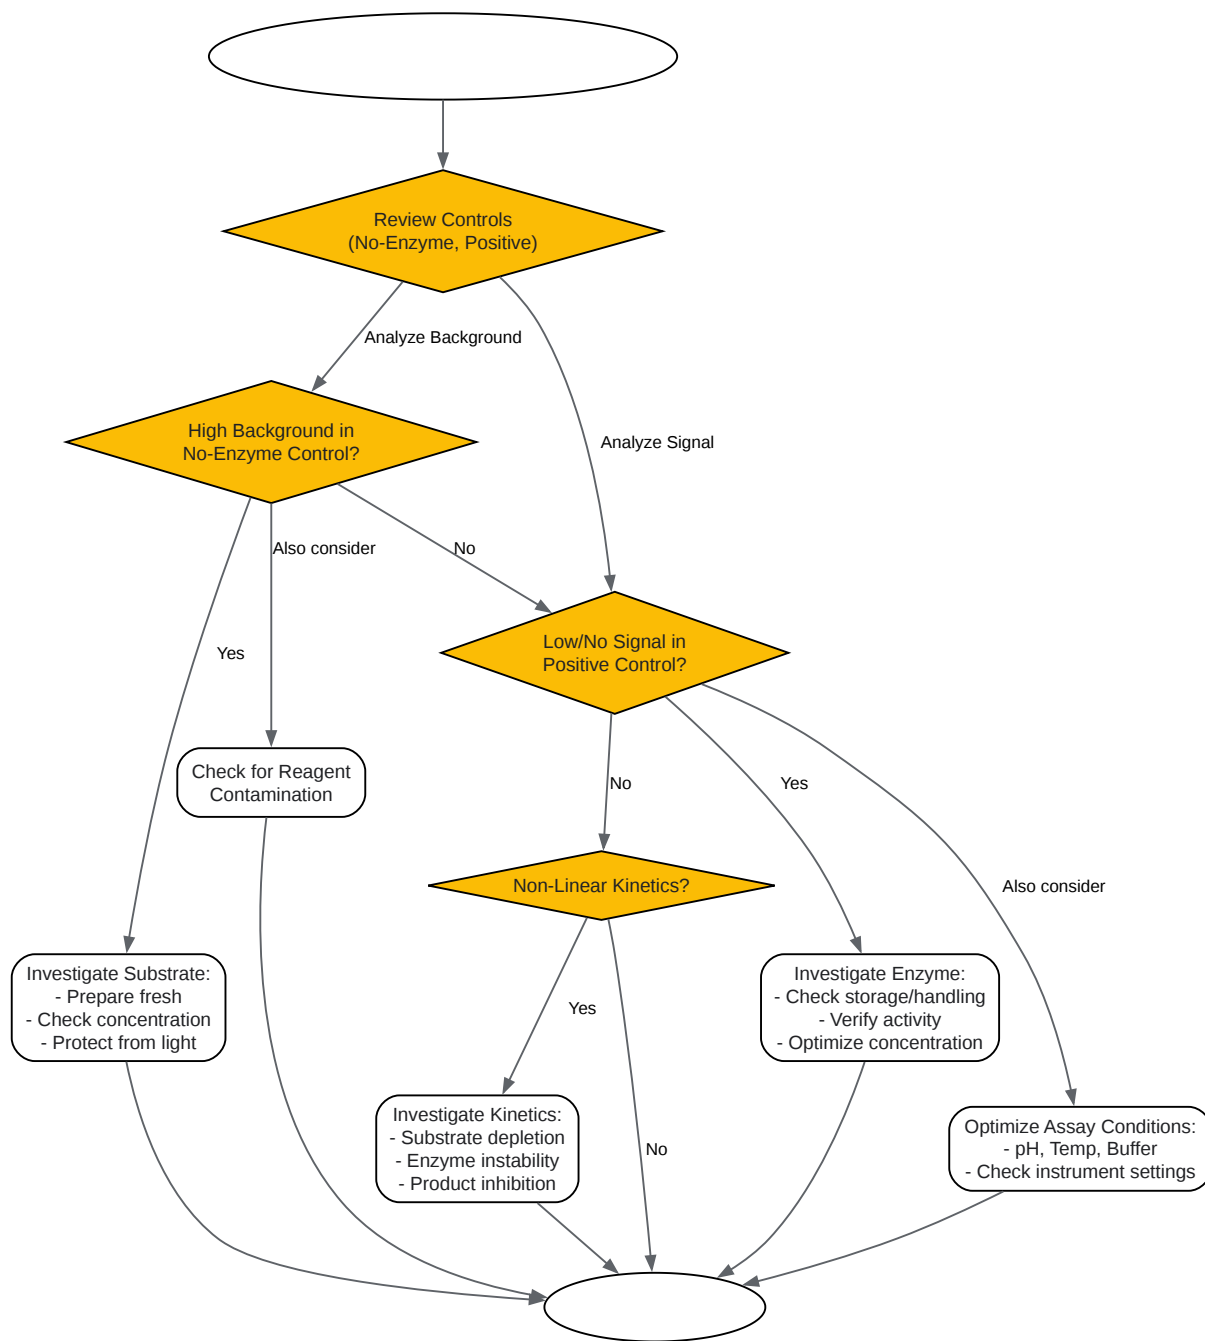 Review Controls
(No-Enzyme, Positive)
Analyze Background
High Background in
No-Enzyme Control?
Analyze Signal
Also consider
No
Yes
Low/No Signal in
Positive Control?
Check for Reagent
Contamination
No
Yes
Non-Linear Kinetics?
Also consider
Investigate Substrate:
- Prepare fresh
- Check concentration
- Protect from light
Investigate Enzyme:
- Check storage/handling
- Verify activity
- Optimize concentration
Yes
Investigate Kinetics:
- Substrate depletion
- Enzyme instability
- Product inhibition
No
Optimize Assay Conditions:
- pH, Temp, Buffer
- Check instrument settings